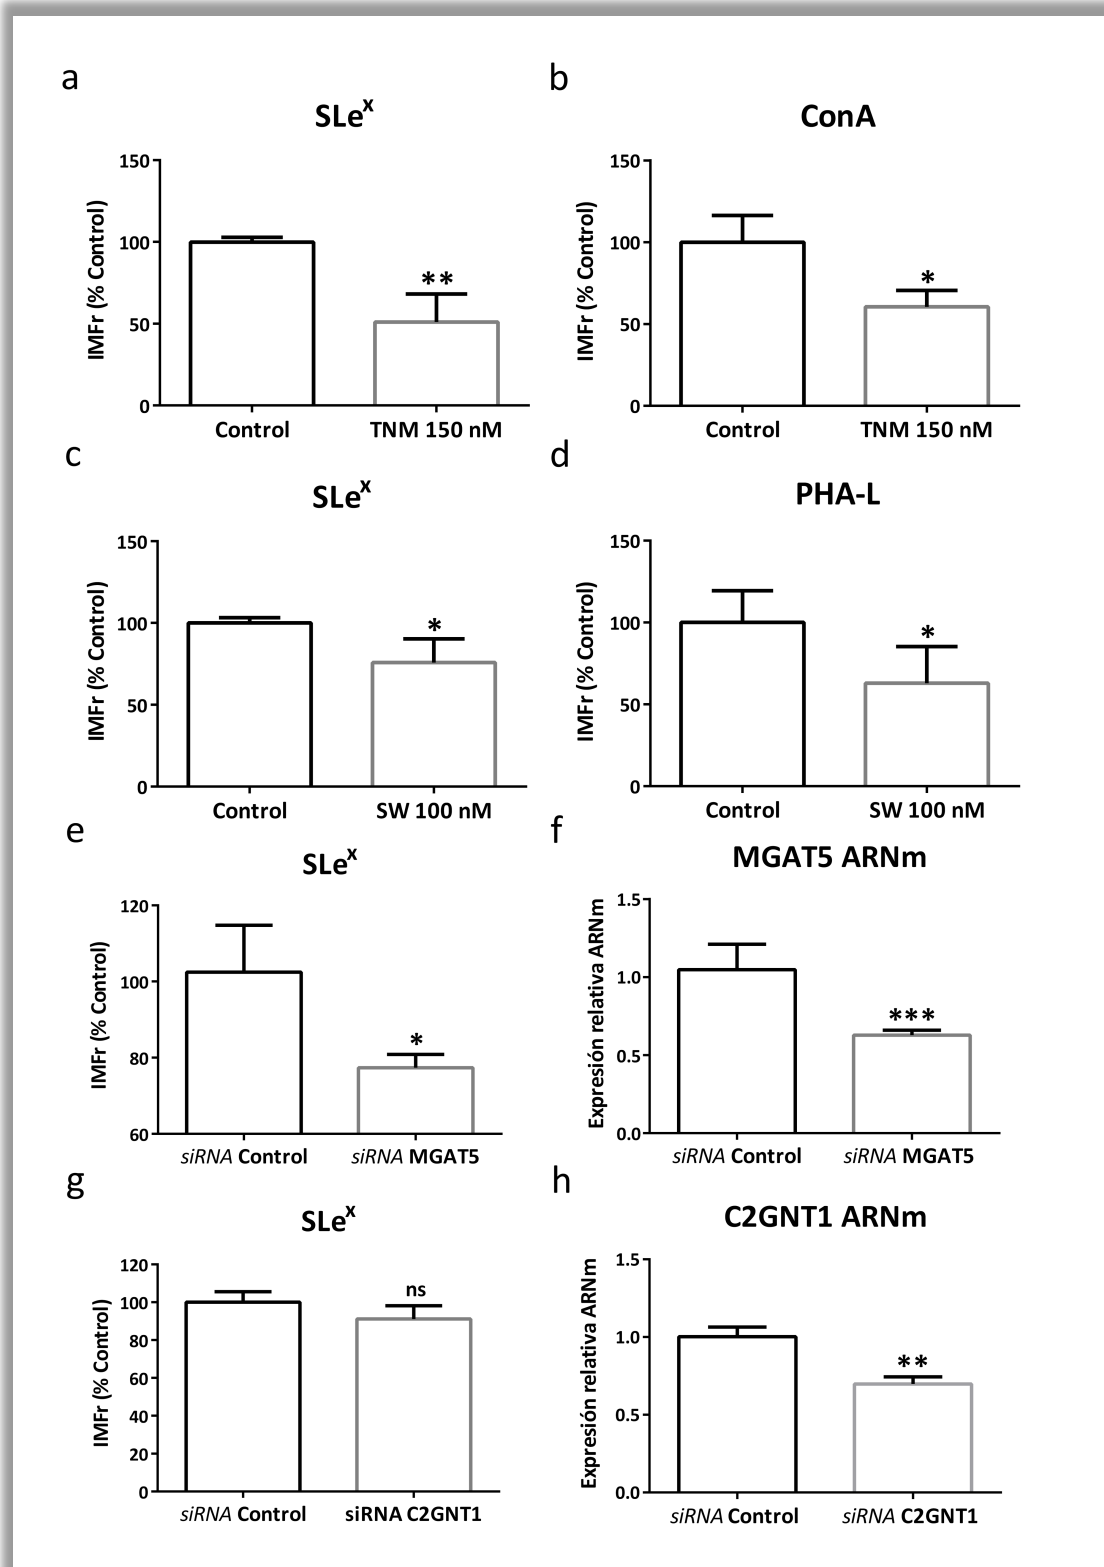 a
SLeˣ
IMFr (% Control)
150
100
50
0
**
Control
TNM 150 nM
b
ConA
IMFr (% Control)
150
100
50
0
*
Control
TNM 150 nM
c
SLeˣ
IMFr (% Control)
150
100
50
0
*
Control
SW 100 nM
d
PHA-L
IMFr (% Control)
150
100
50
0
*
Control
SW 100 nM
e
SLeˣ
IMFr (% Control)
120
100
80
60
*
siRNA Control
siRNA MGAT5
f
MGAT5 ARNm
Expresión relativa ARNm
1.5
1.0
0.5
0.0
***
siRNA Control
siRNA MGAT5
g
SLeˣ
IMFr (% Control)
120
100
80
60
40
20
0
ns
siRNA Control
siRNA C2GNT1
h
C2GNT1 ARNm
Expresión relativa ARNm
1.5
1.0
0.5
0.0
**
siRNA Control
siRNA C2GNT1